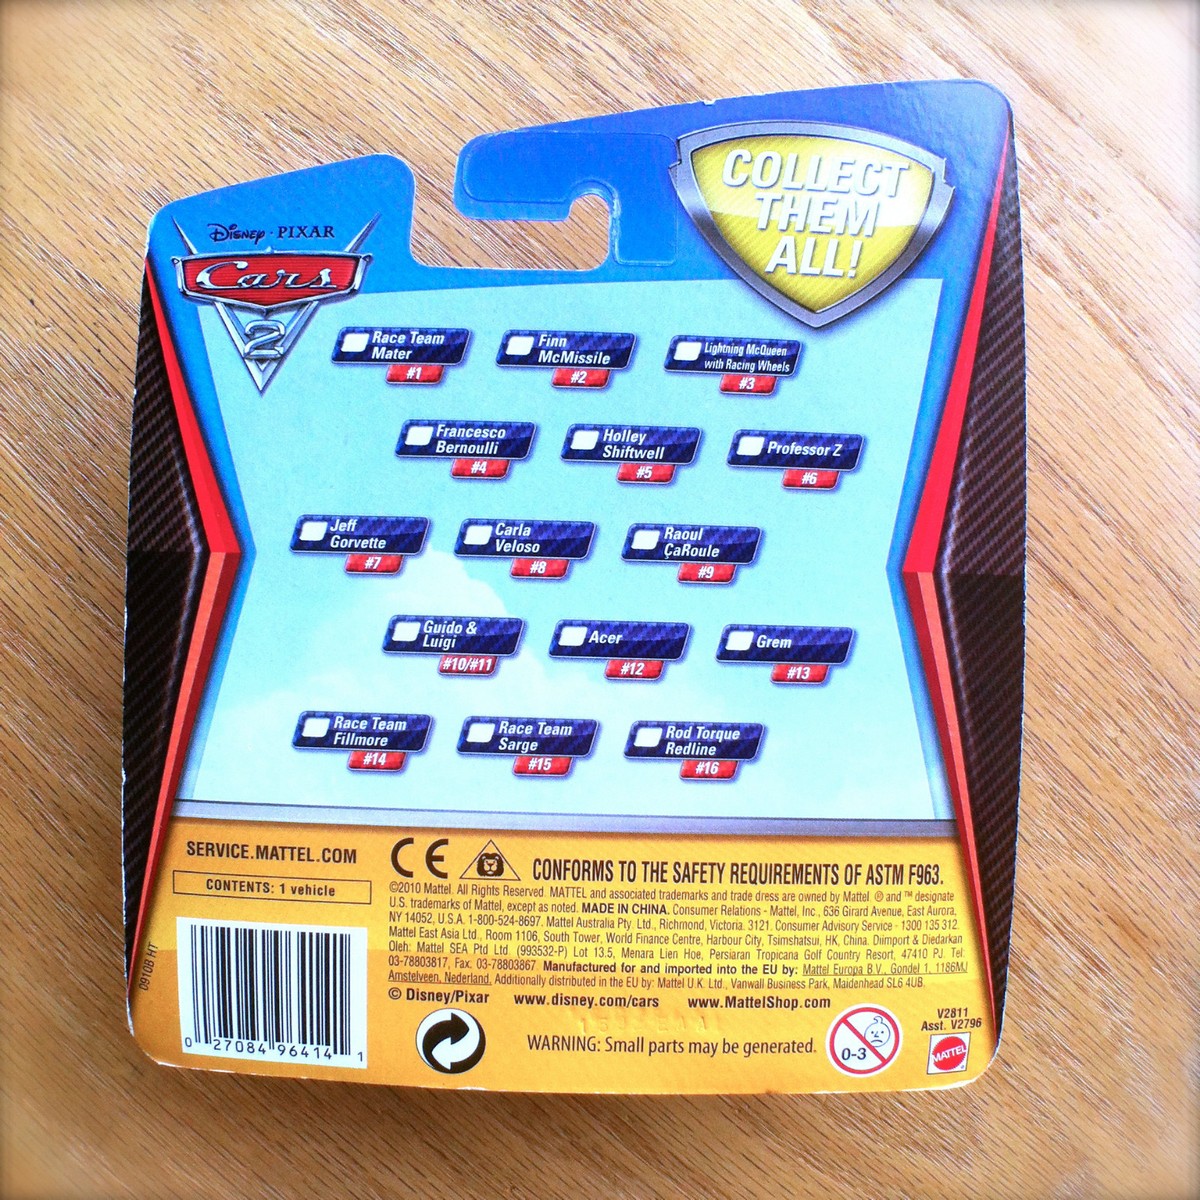 Disney · PIXAR
Cars
2
COLLECT
THEM
ALL!
Race Team
Mater
#1
Finn
McMissile
#2
Lightning McQueen
with Racing Wheels
#3
Francesco
Bernoulli
#4
Holley
Shiftwell
#5
Professor Z
#6
Jeff
Gorvette
#7
Carla
Veloso
#8
Raoul
ÇaRoule
#9
Guido &
Luigi
#10/#11
Acer
#12
Grem
#13
Race Team
Fillmore
#14
Race Team
Sarge
#15
Rod Torque
Redline
#16
SERVICE.MATTEL.COM
CONTENTS: 1 vehicle
0910B HT
0 27084 96414 1
CE
CONFORMS TO THE SAFETY REQUIREMENTS OF ASTM F963.
©2010 Mattel. All Rights Reserved. MATTEL and associated trademarks and trade dress are owned by Mattel. ® and ™ designate
U.S. trademarks of Mattel, except as noted. MADE IN CHINA. Consumer Relations - Mattel, Inc., 636 Girard Avenue, East Aurora,
NY 14052, U.S.A. 1-800-524-8697. Mattel Australia Pty. Ltd., Richmond, Victoria. 3121. Consumer Advisory Service - 1300 135 312.
Mattel East Asia Ltd., Room 1106, South Tower, World Finance Centre, Harbour City, Tsimshatsui, HK, China. Diimport & Diedarkan
Oleh: Mattel SEA Ptd Ltd. (993532-P) Lot 13.5, Menara Lien Hoe, Persiaran Tropicana Golf Country Resort, 47410 PJ. Tel:
03-78803817, Fax. 03-78803867. Manufactured for and imported into the EU by: Mattel Europa B.V., Gondel 1, 1186MJ
Amstelveen, Nederland. Additionally distributed in the EU by: Mattel U.K. Ltd., Vanwall Business Park, Maidenhead SL6 4UB.
© Disney/Pixar www.disney.com/cars www.MattelShop.com
WARNING: Small parts may be generated.
0-3
V2811
Asst. V2796
MATTEL